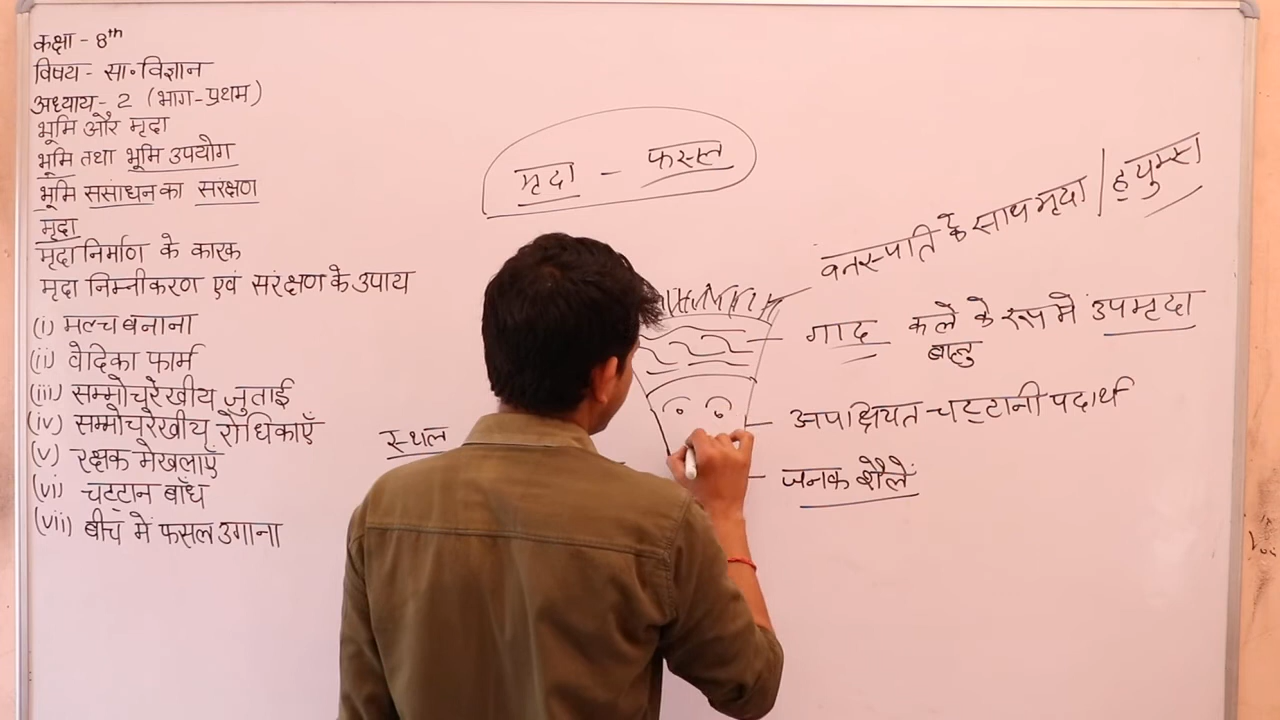 कक्षा - 8th
विषय - सा. विज्ञान
अध्याय - 2 (भाग-प्रथम)
भूमि और मृदा
भूमि तथा भूमि उपयोग
भूमि संसाधन का संरक्षण
मृदा
मृदा निर्माण के कारक
मृदा निम्नीकरण एवं संरक्षण के उपाय
(i) मल्च बनाना
(ii) वेदिका फार्म
(iii) सम्मोच्चरेखीय जुताई
(iv) सम्मोच्चरेखीय रोधिकाएँ
(v) रक्षक मेखलाएँ
(vi) चट्टान बाँध
(vii) बीच में फसल उगाना
मृदा - फसल
वनस्पति के साथ मृदा / ह्युमस
गाद कले के रूप में उपमृदा
बालु
अपक्षियत चट्टानी पदार्थ
जनक शैलें
स्थल